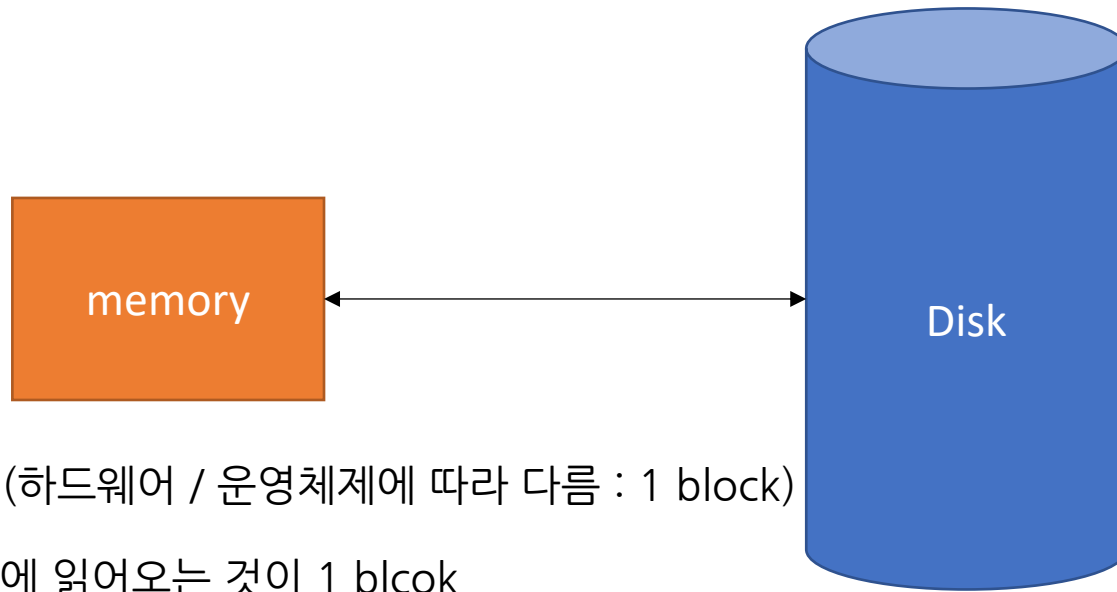 memory
Disk
(하드웨어 / 운영체제에 따라 다름 : 1 block)
에 읽어오는 것이 1 blcok